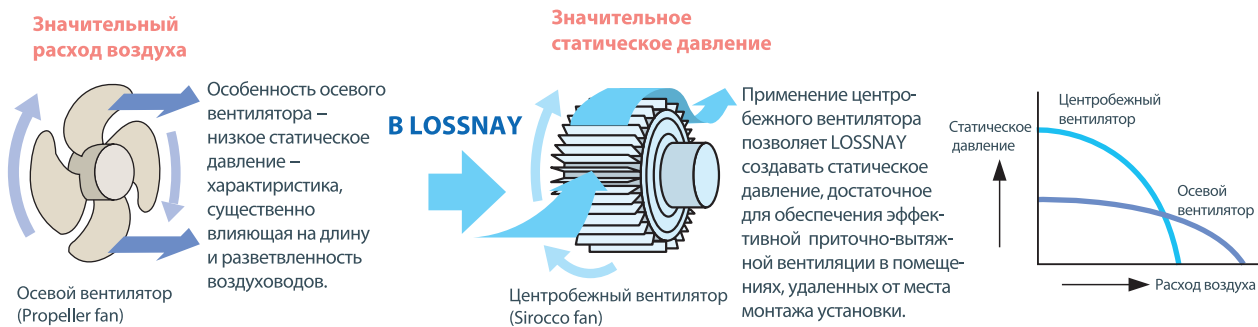 Значительный
расход воздуха
Особенность осевого
вентилятора –
низкое статическое
давление –
характиристика,
существенно
влияющая на длину
и разветвленность
воздуховодов.
Осевой вентилятор
(Propeller fan)
В LOSSNAY
Значительное
статическое давление
Центробежный вентилятор
(Sirocco fan)
Применение центро-
бежного вентилятора
позволяет LOSSNAY
создавать статическое
давление, достаточное
для обеспечения эффек-
тивной приточно-вытяж-
ной вентиляции в помеще-
ниях, удаленных от места
монтажа установки.
Статическое
давление
Центробежный
вентилятор
Осевой
вентилятор
Расход воздуха